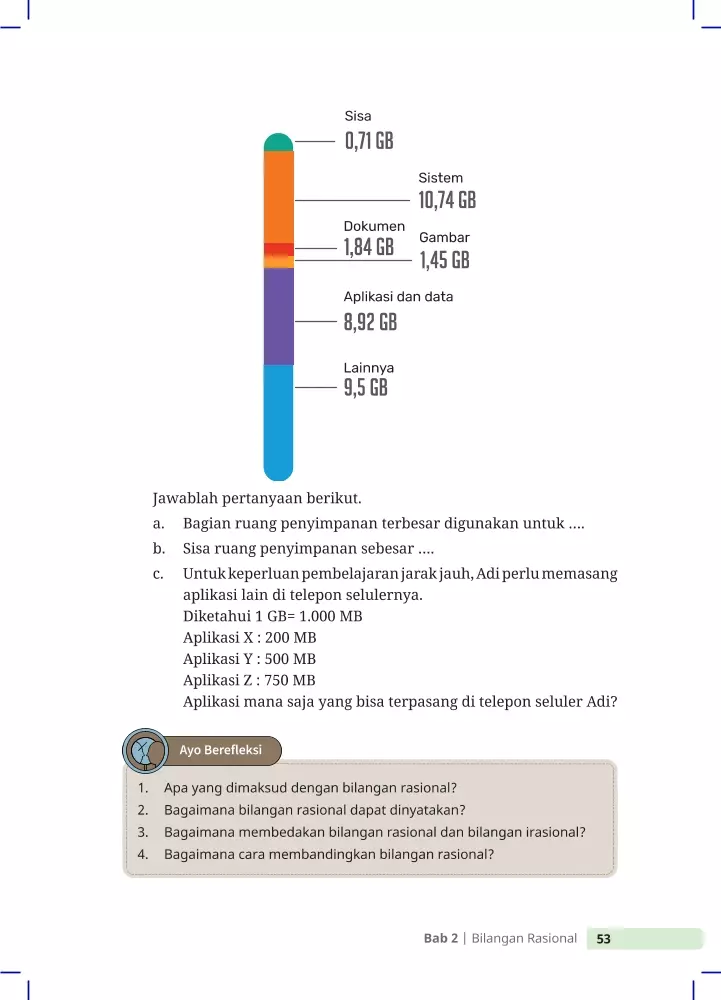 Sisa
0,71 GB
Sistem
10,74 GB
Dokumen
1,84 GB
Gambar
1,45 GB
Aplikasi dan data
8,92 GB
Lainnya
9,5 GB
Jawablah pertanyaan berikut.
a. Bagian ruang penyimpanan terbesar digunakan untuk ....
b. Sisa ruang penyimpanan sebesar ....
c. Untuk keperluan pembelajaran jarak jauh, Adi perlu memasang
aplikasi lain di telepon selulernya.
Diketahui 1 GB= 1.000 MB
Aplikasi X : 200 MB
Aplikasi Y : 500 MB
Aplikasi Z : 750 MB
Aplikasi mana saja yang bisa terpasang di telepon seluler Adi?
Ayo Berefleksi
1. Apa yang dimaksud dengan bilangan rasional?
2. Bagaimana bilangan rasional dapat dinyatakan?
3. Bagaimana membedakan bilangan rasional dan bilangan irasional?
4. Bagaimana cara membandingkan bilangan rasional?
Bab 2 | Bilangan Rasional 53